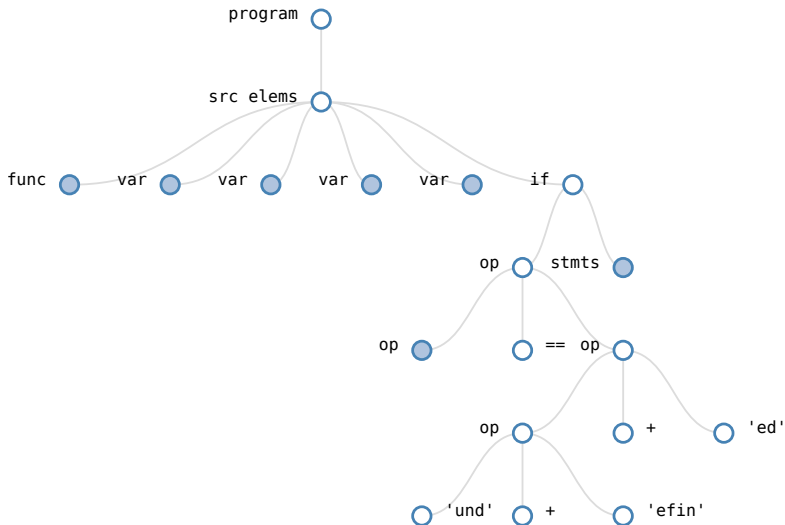 program
src elems
func var var var var if
op stmts
op == op
op + 'ed'
'und' + 'efin'